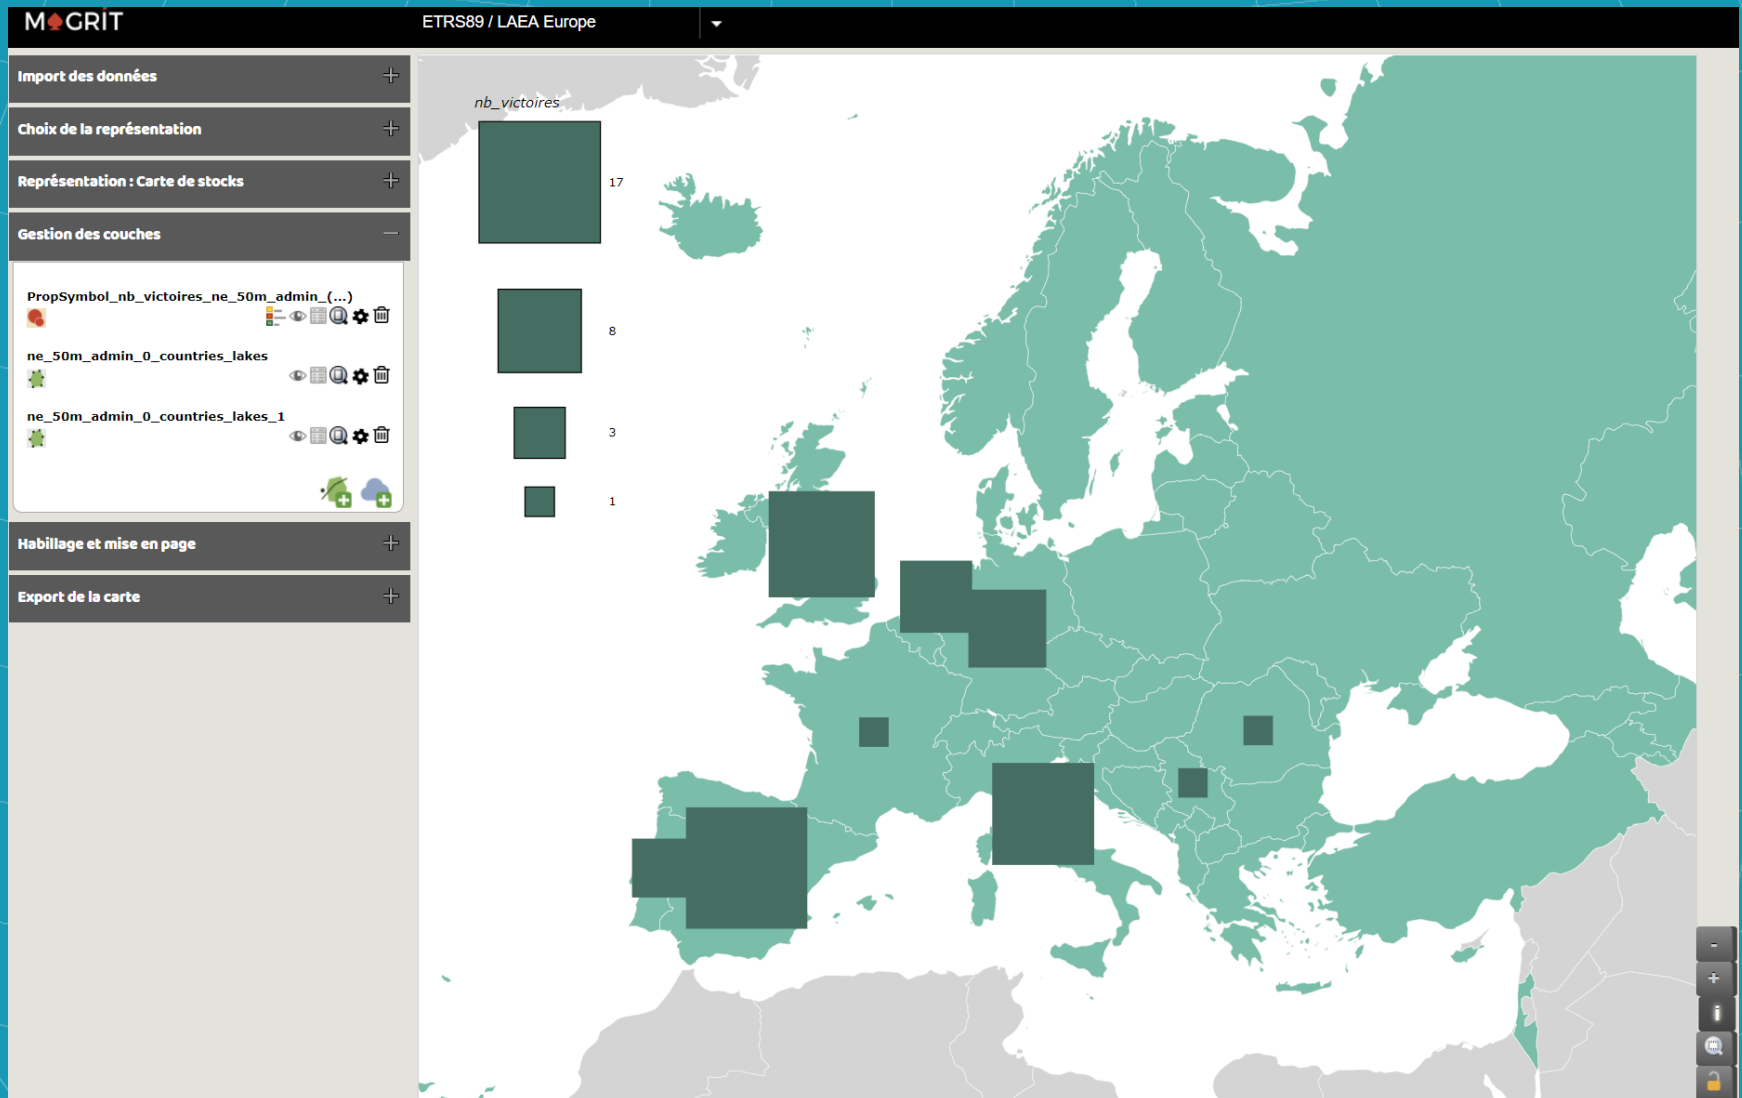 MAGRIT
ETRS89 / LAEA Europe
Import des données
Choix de la représentation
Représentation : Carte de stocks
Gestion des couches
PropSymbol_nb_victoires_ne_50m_admin_(...)
ne_50m_admin_0_countries_lakes
ne_50m_admin_0_countries_lakes_1
Habillage et mise en page
Export de la carte
nb_victoires
17
8
3
1
-
+
i